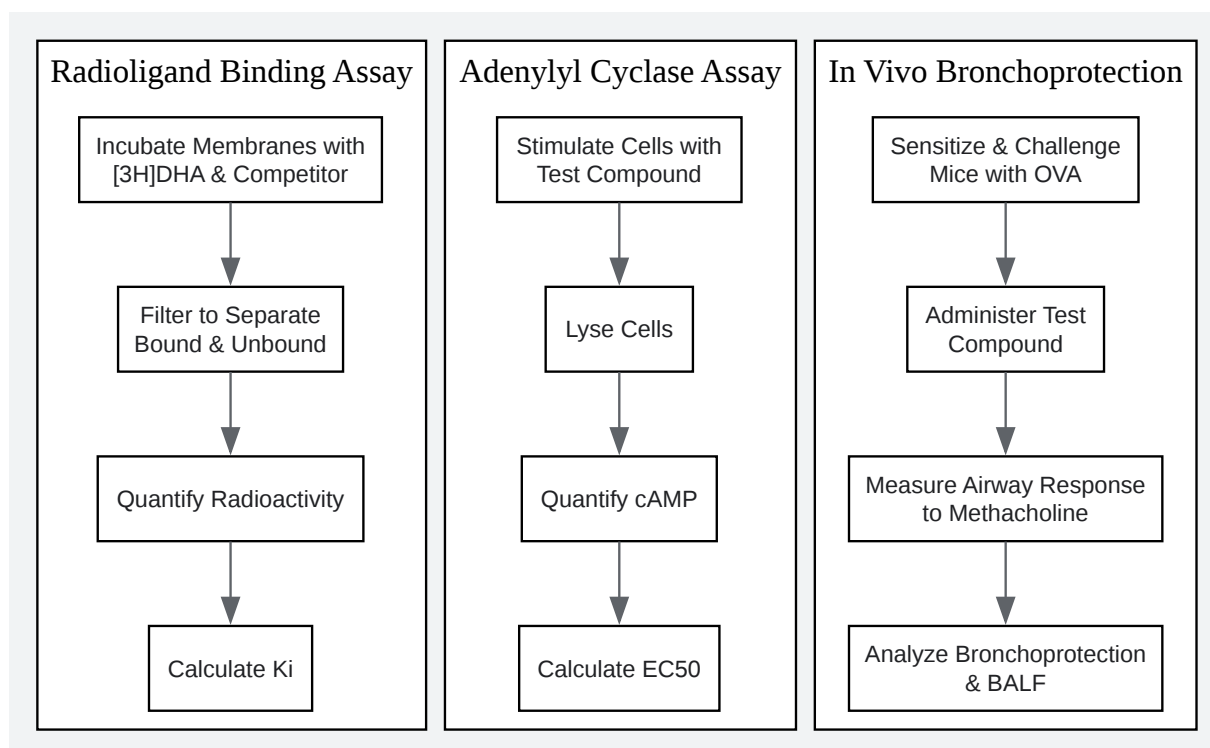 Radioligand Binding Assay
Incubate Membranes with
[3H]DHA & Competitor
Filter to Separate
Bound & Unbound
Quantify Radioactivity
Calculate Ki
Adenylyl Cyclase Assay
Stimulate Cells with
Test Compound
Lyse Cells
Quantify cAMP
Calculate EC50
In Vivo Bronchoprotection
Sensitize & Challenge
Mice with OVA
Administer Test
Compound
Measure Airway Response
to Methacholine
Analyze Bronchoprotection
& BALF